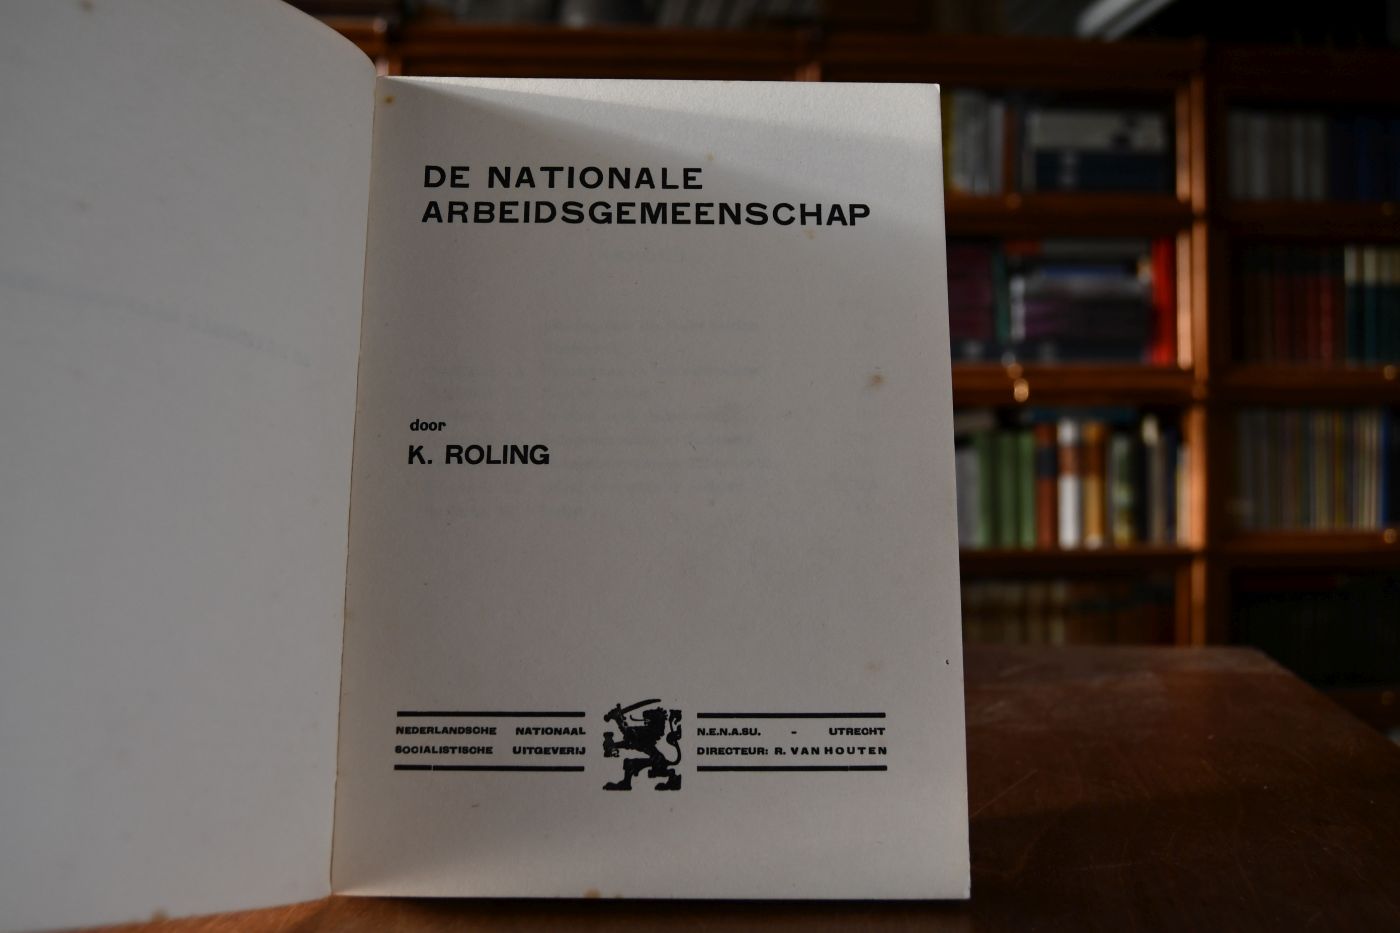 DE NATIONALE
ARBEIDSGEMEENSCHAP
door
K. ROLING
NEDERLANDSCHE NATIONAAL
SOCIALISTISCHE UITGEVERIJ
N.E.N.A.SU. - UTRECHT
DIRECTEUR: R. VAN HOUTEN